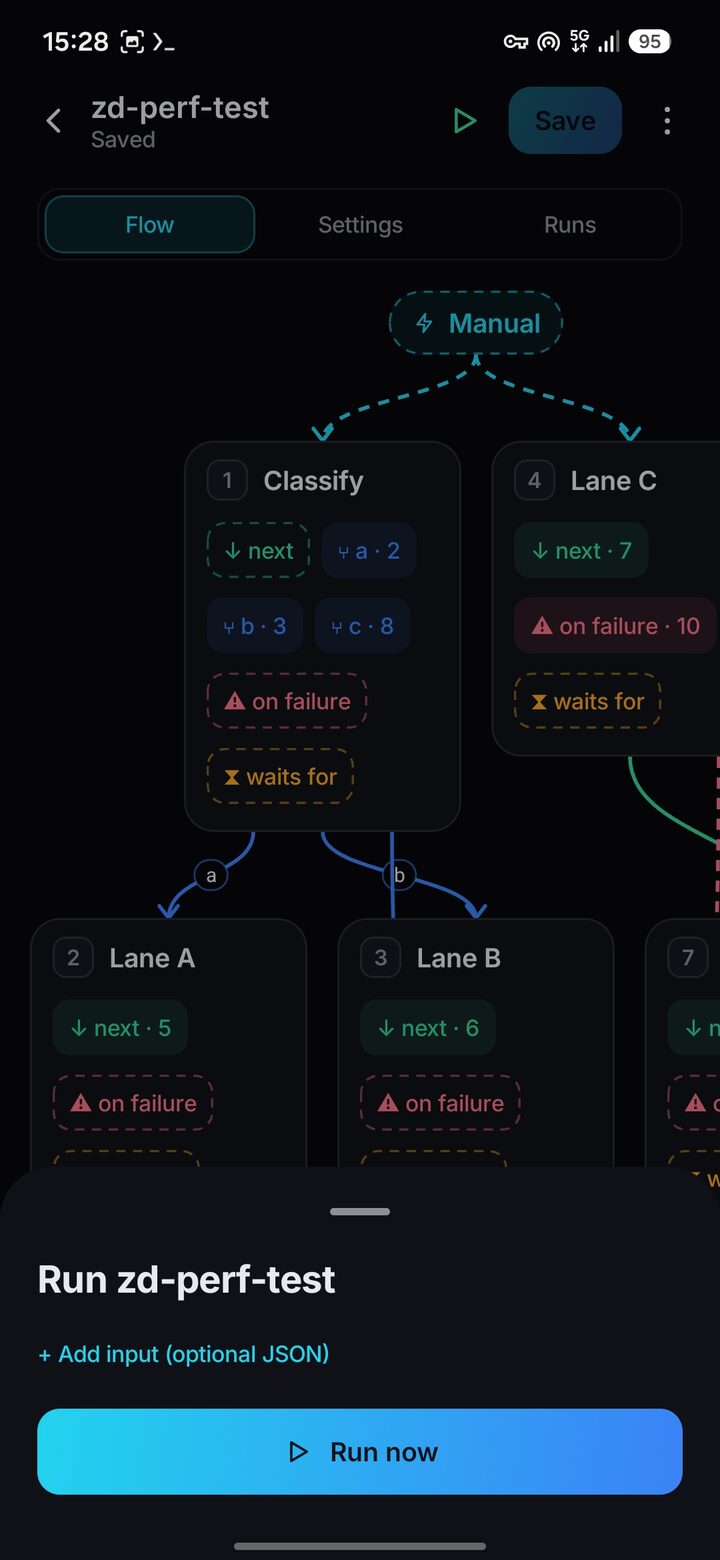 15:28
5G
95
zd-perf-test
Saved
Save
Flow
Settings
Runs
Manual
1 Classify
next
a · 2
b · 3
c · 8
on failure
waits for
4 Lane C
next · 7
on failure · 10
waits for
a
b
2 Lane A
next · 5
on failure
3 Lane B
next · 6
on failure
7
Run zd-perf-test
+ Add input (optional JSON)
Run now